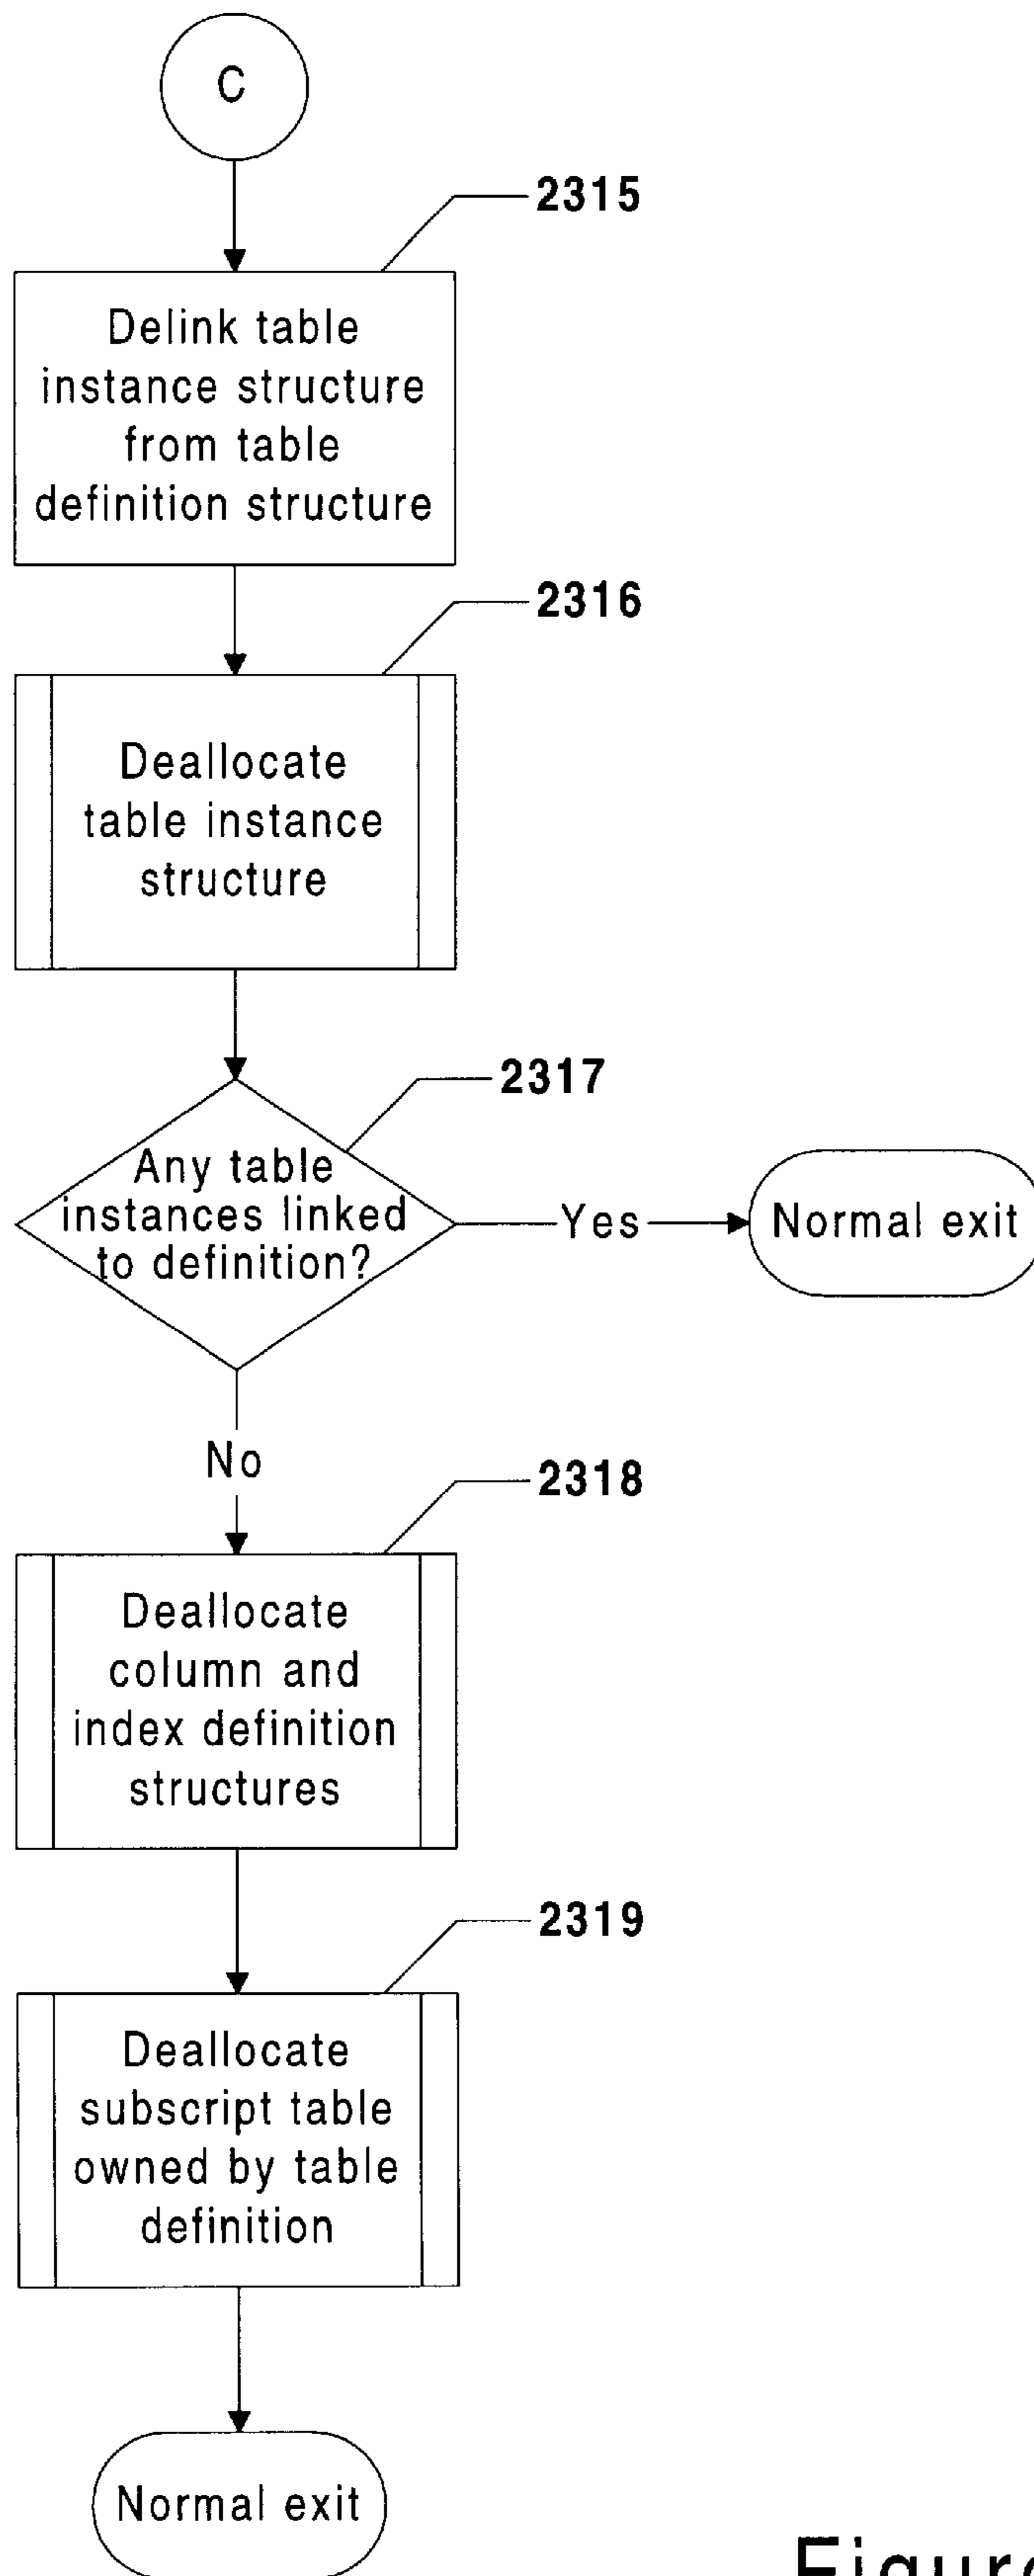 C
2315
Delink table
instance structure
from table
definition structure
2316
Deallocate
table instance
structure
2317
Any table
instances linked
to definition?
Yes
Normal exit
No
2318
Deallocate
column and
index definition
structures
2319
Deallocate
subscript table
owned by table
definition
Normal exit
Figure